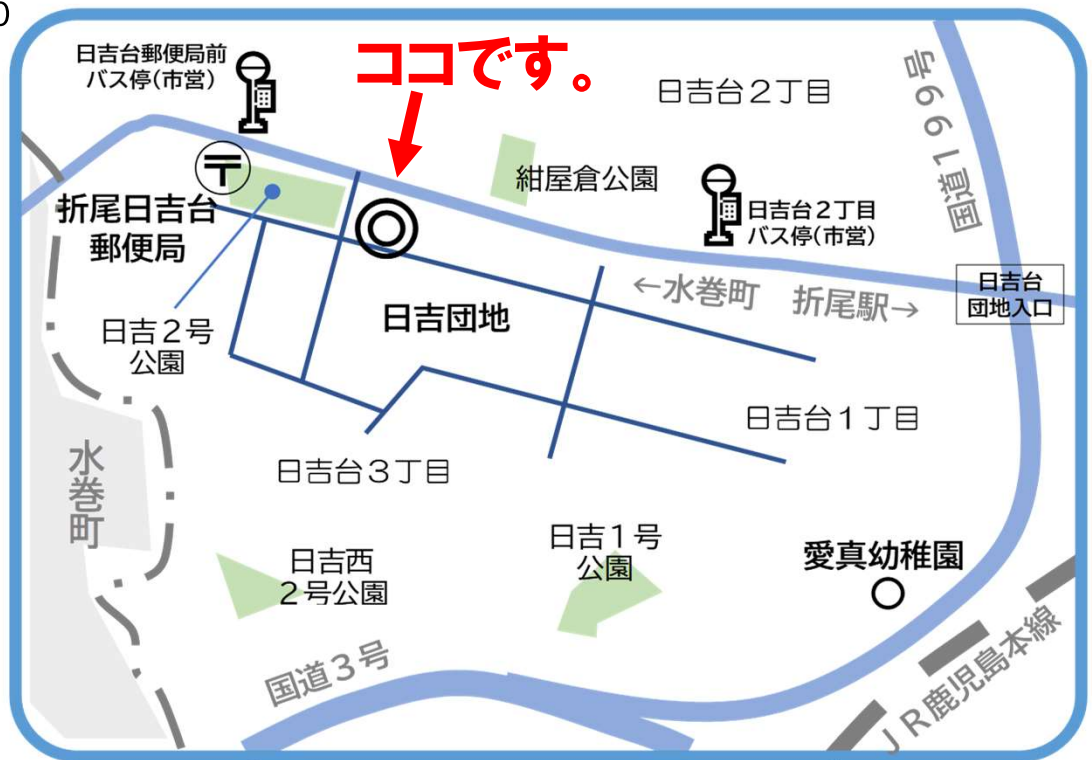 0
日吉台郵便局前
バス停(市営)
ココです。
日吉台２丁目
国道１９９号
紺屋倉公園
折尾日吉台
郵便局
日吉台２丁目
バス停(市営)
←水巻町　折尾駅→
日吉台
団地入口
日吉２号
公園
日吉団地
日吉台１丁目
水巻町
日吉台３丁目
日吉西
２号公園
日吉１号
公園
愛真幼稚園
国道３号
ＪＲ鹿児島本線